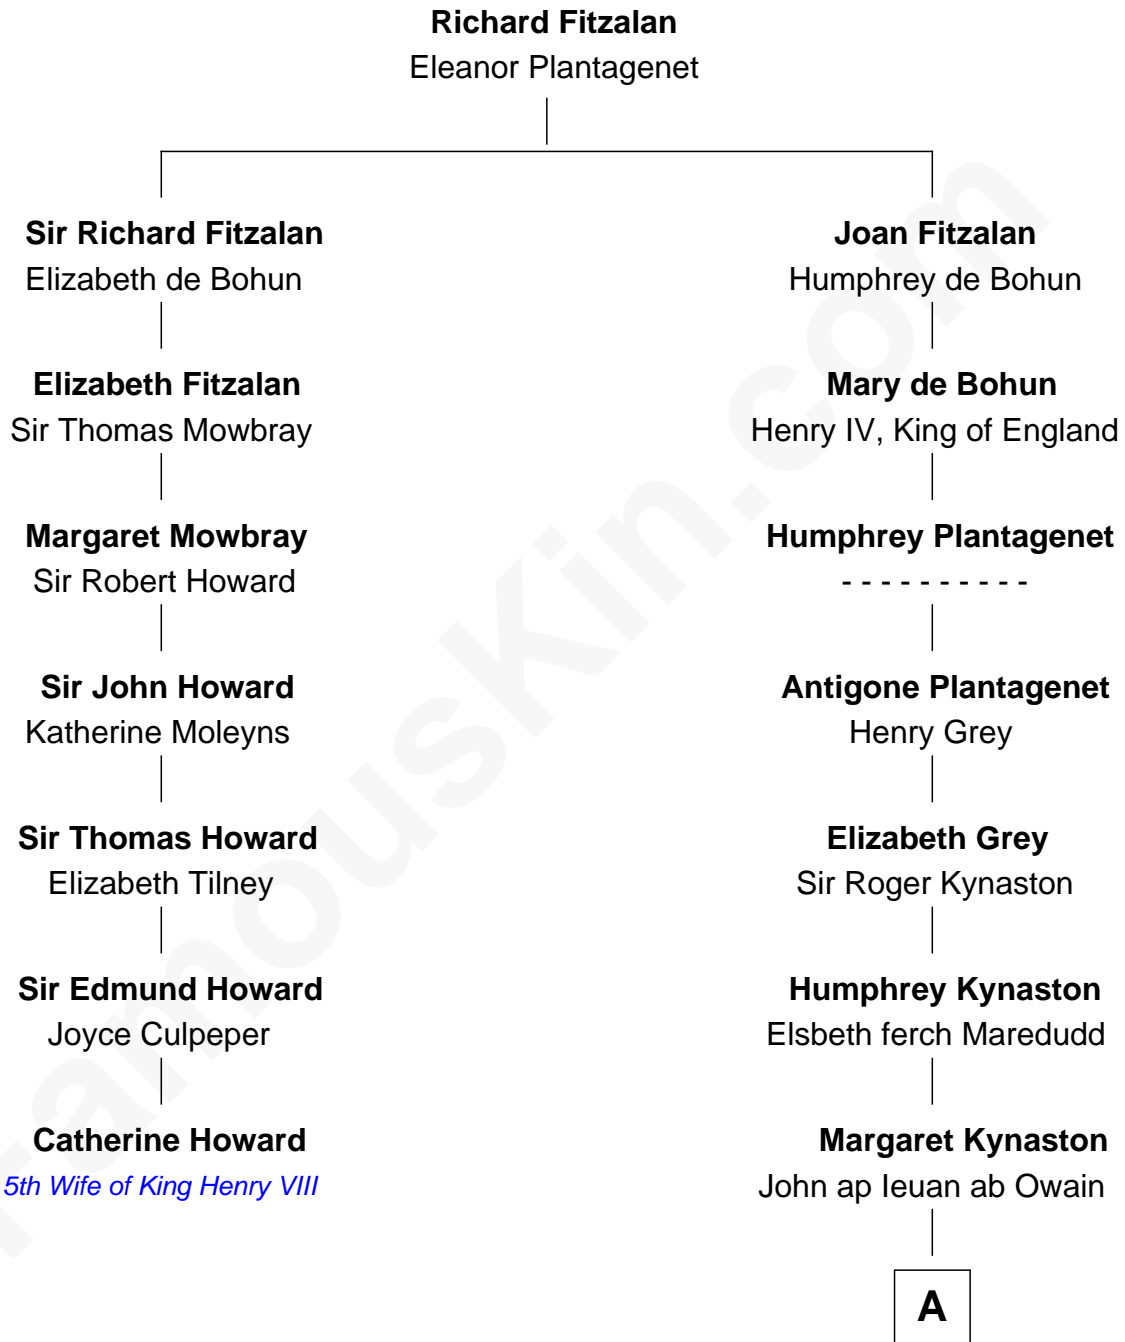 Richard Fitzalan
Eleanor Plantagenet
Sir Richard Fitzalan
Elizabeth de Bohun
Joan Fitzalan
Humphrey de Bohun
Elizabeth Fitzalan
Sir Thomas Mowbray
Mary de Bohun
Henry IV, King of England
Margaret Mowbray
Sir Robert Howard
Humphrey Plantagenet
- - - - - - - - - -
Sir John Howard
Katherine Moleyns
Antigone Plantagenet
Henry Grey
Sir Thomas Howard
Elizabeth Tilney
Elizabeth Grey
Sir Roger Kynaston
Sir Edmund Howard
Joyce Culpeper
Humphrey Kynaston
Elsbeth ferch Maredudd
Catherine Howard
5th Wife of King Henry VIII
Margaret Kynaston
John ap Ieuan ab Owain
A
FamousKin.com